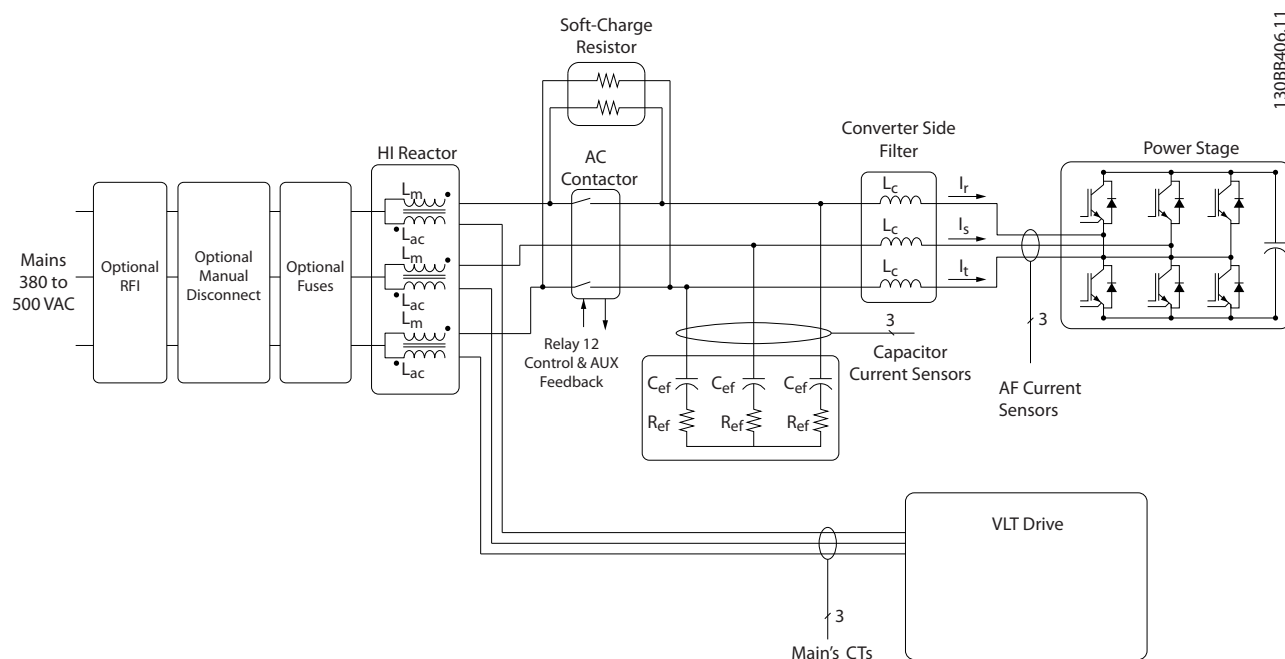 130BB406.11
Soft-Charge
Resistor
Converter Side
Filter
Power Stage
HI Reactor
AC
Contactor
Mains
380 to
500 VAC
Optional
RFI
Optional
Manual
Disconnect
Optional
Fuses
Lm
Lac
Lm
Lac
Lm
Lac
Lc
Lc
Lc
Ir
Is
It
Relay 12
Control & AUX
Feedback
3
Capacitor
Current Sensors
3
AF Current
Sensors
Cef
Cef
Cef
Ref
Ref
Ref
VLT Drive
3
Main's CTs